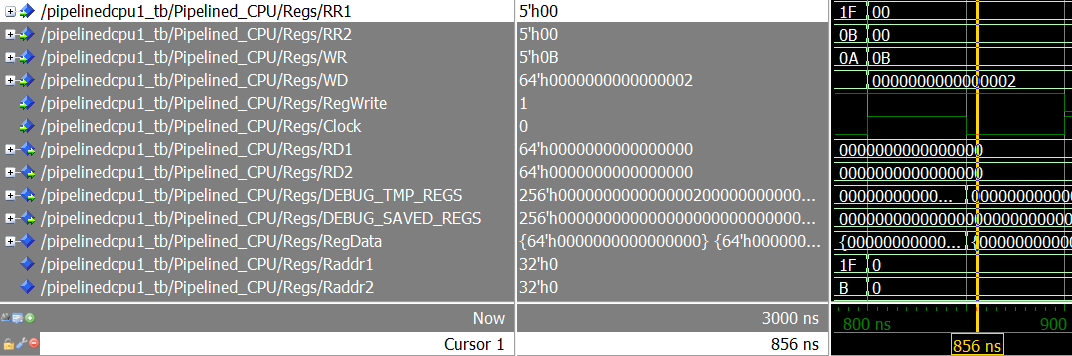 /pipelinedcpu1_tb/Pipelined_CPU/Regs/RR1 5'h00 1F 00
/pipelinedcpu1_tb/Pipelined_CPU/Regs/RR2 5'h00 0B 00
/pipelinedcpu1_tb/Pipelined_CPU/Regs/WR 5'h0B 0A 0B
/pipelinedcpu1_tb/Pipelined_CPU/Regs/WD 64'h0000000000000002 0000000000000002
/pipelinedcpu1_tb/Pipelined_CPU/Regs/RegWrite 1
/pipelinedcpu1_tb/Pipelined_CPU/Regs/Clock 0
/pipelinedcpu1_tb/Pipelined_CPU/Regs/RD1 64'h0000000000000000 0000000000000000
/pipelinedcpu1_tb/Pipelined_CPU/Regs/RD2 64'h0000000000000000 0000000000000000
/pipelinedcpu1_tb/Pipelined_CPU/Regs/DEBUG_TMP_REGS 256'h0000000000000000200000000000... 00000000000... 000000000000
/pipelinedcpu1_tb/Pipelined_CPU/Regs/DEBUG_SAVED_REGS 256'h0000000000000000000000000000... 0000000000000000000000000
/pipelinedcpu1_tb/Pipelined_CPU/Regs/RegData {64'h0000000000000000} {64'h000000... {00000000000... {00000000000
/pipelinedcpu1_tb/Pipelined_CPU/Regs/Raddr1 32'h0 1F 0
/pipelinedcpu1_tb/Pipelined_CPU/Regs/Raddr2 32'h0 B 0
Now 3000 ns 800 ns 900
Cursor 1 856 ns 856 ns